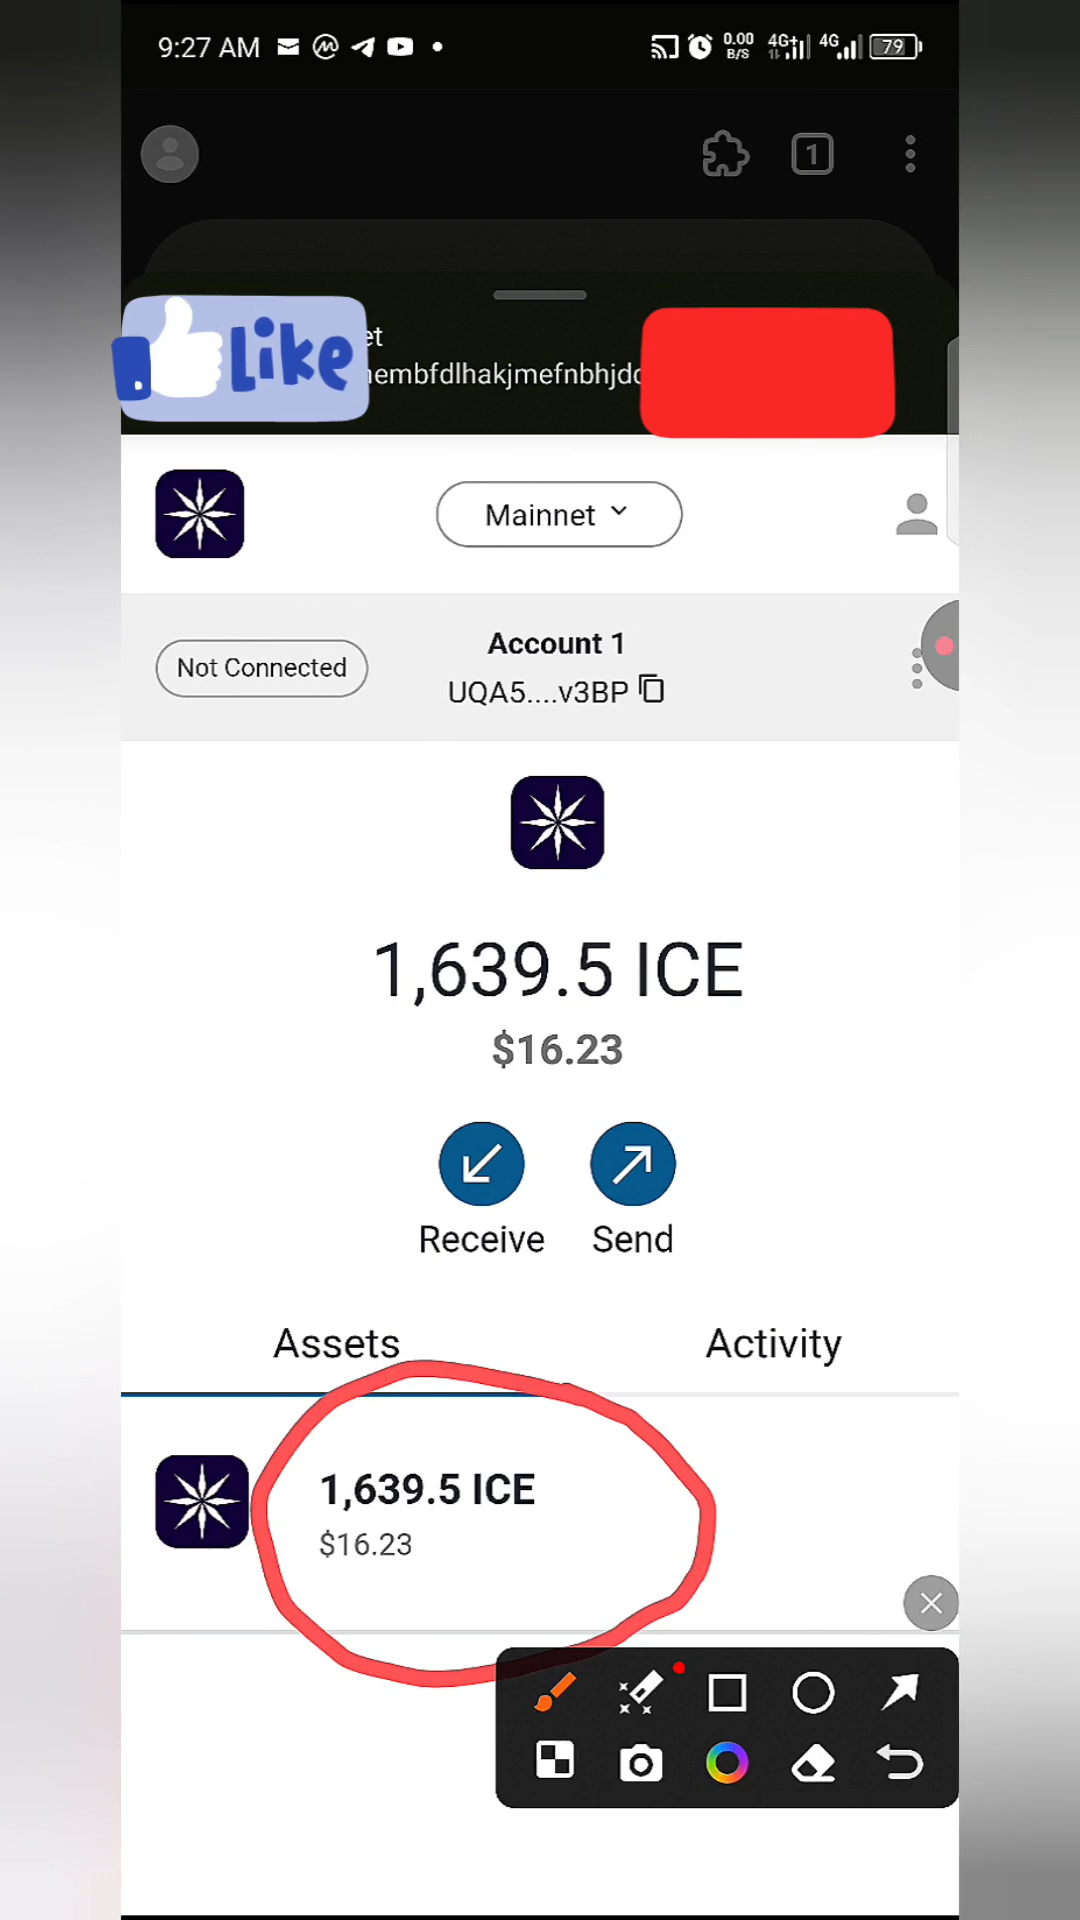 9:27 AM
0.00
B/S
4G+
4G
79
1
Like
et
embfdlhakjmefnbhjdd
Mainnet
Not Connected
Account 1
UQA5....v3BP
1,639.5 ICE
$16.23
Receive
Send
Assets
Activity
1,639.5 ICE
$16.23